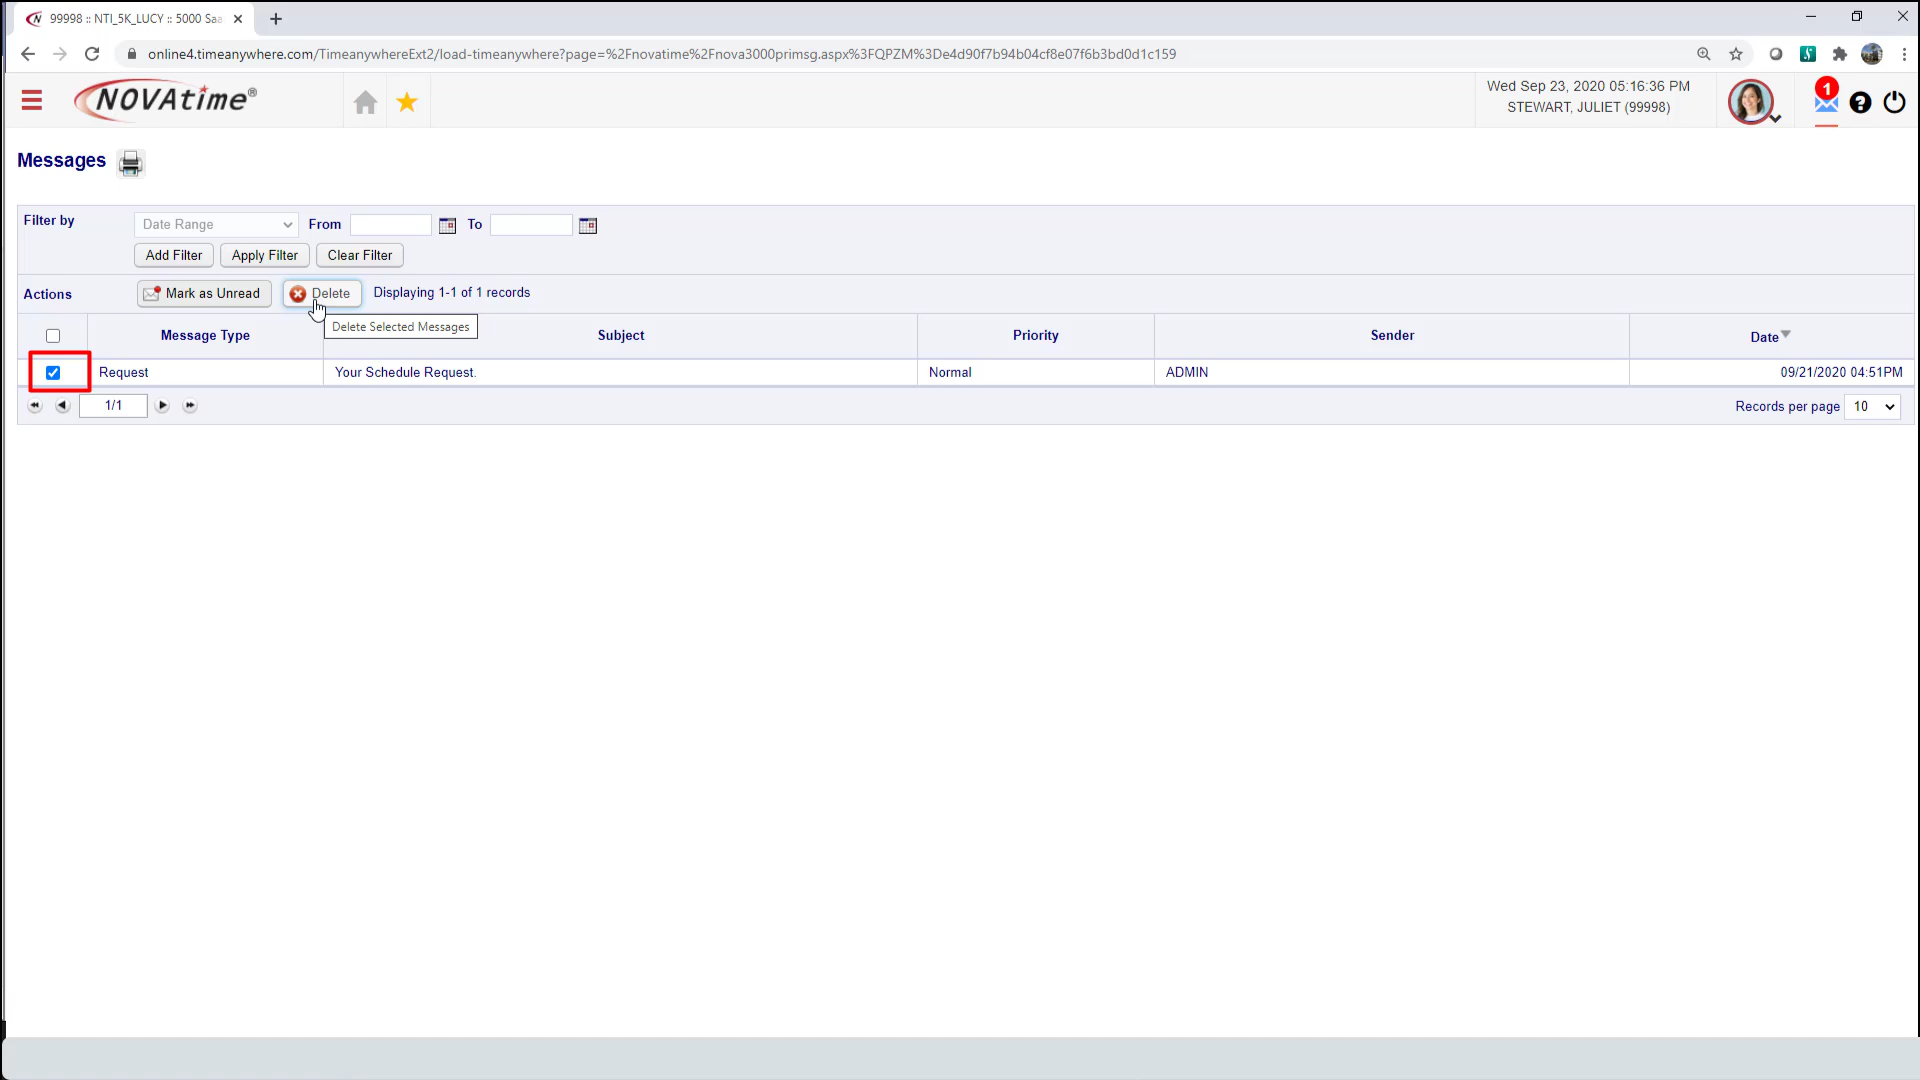 99998 :: NTI_5K_LUCY :: 5000 Saa
online4.timeanywhere.com/TimeanywhereExt2/load-timeanywhere?page=%2Fnovatime%2Fnova3000primsg.aspx%3FQPZM%3De4d90f7b94b04cf8e07f6b3bd0d1c159
NOVAtime®
Wed Sep 23, 2020 05:16:36 PM
STEWART, JULIET (99998)
1
Messages
Filter by Date Range From To
Add Filter Apply Filter Clear Filter
Actions Mark as Unread Delete Displaying 1-1 of 1 records
Delete Selected Messages
Message Type Subject Priority Sender Date
Request Your Schedule Request. Normal ADMIN 09/21/2020 04:51PM
1/1 Records per page 10